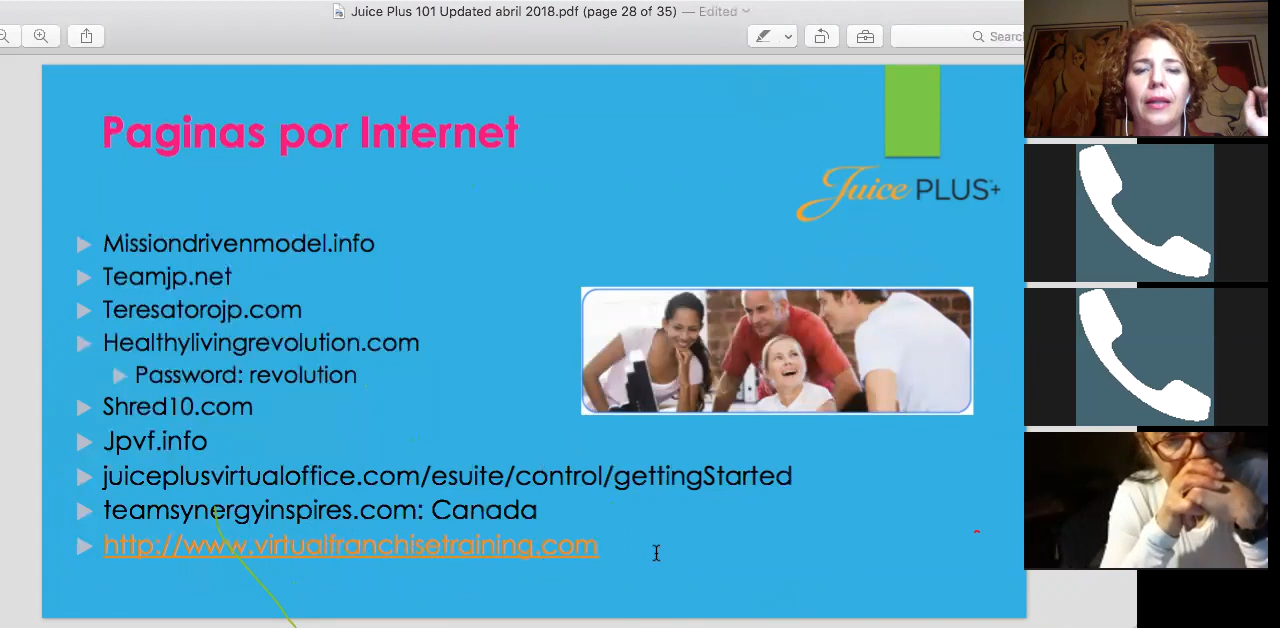 Juice Plus 101 Updated abril 2018.pdf (page 28 of 35) — Edited
Search
Paginas por Internet
Juice PLUS+
Missiondrivenmodel.info
Teamjp.net
Teresatorojp.com
Healthylivingrevolution.com
Password: revolution
Shred10.com
Jpvf.info
juiceplusvirtualoffice.com/esuite/control/gettingStarted
teamsynergyinspires.com: Canada
http://www.virtualfranchisetraining.com